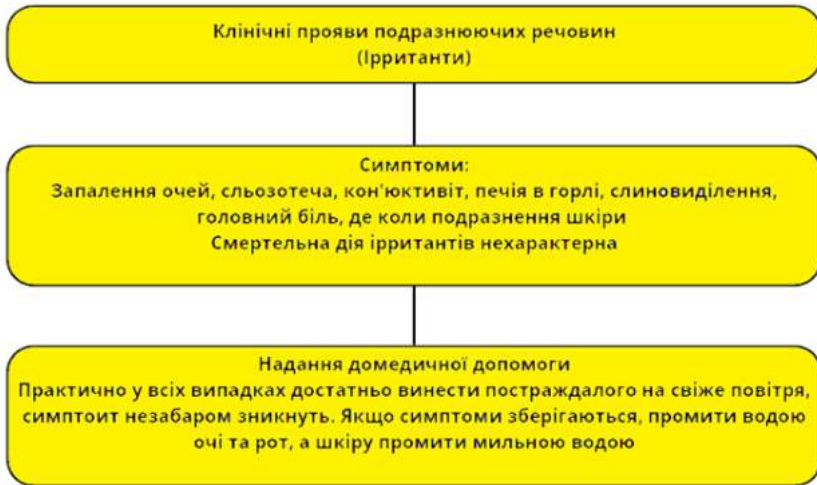 Клінічні прояви подразнюючих речовин
(Ірританти)
Симптоми:
Запалення очей, сльозотеча, кон'юктивіт, печія в горлі, слиновиділення,
головний біль, де коли подразнення шкіри
Смертельна дія ірритантів нехарактерна
Надання домедичної допомоги
Практично у всіх випадках достатньо винести постраждалого на свіже повітря,
симптоит незабаром зникнуть. Якщо симптоми зберігаються, промити водою
очі та рот, а шкіру промити мильною водою